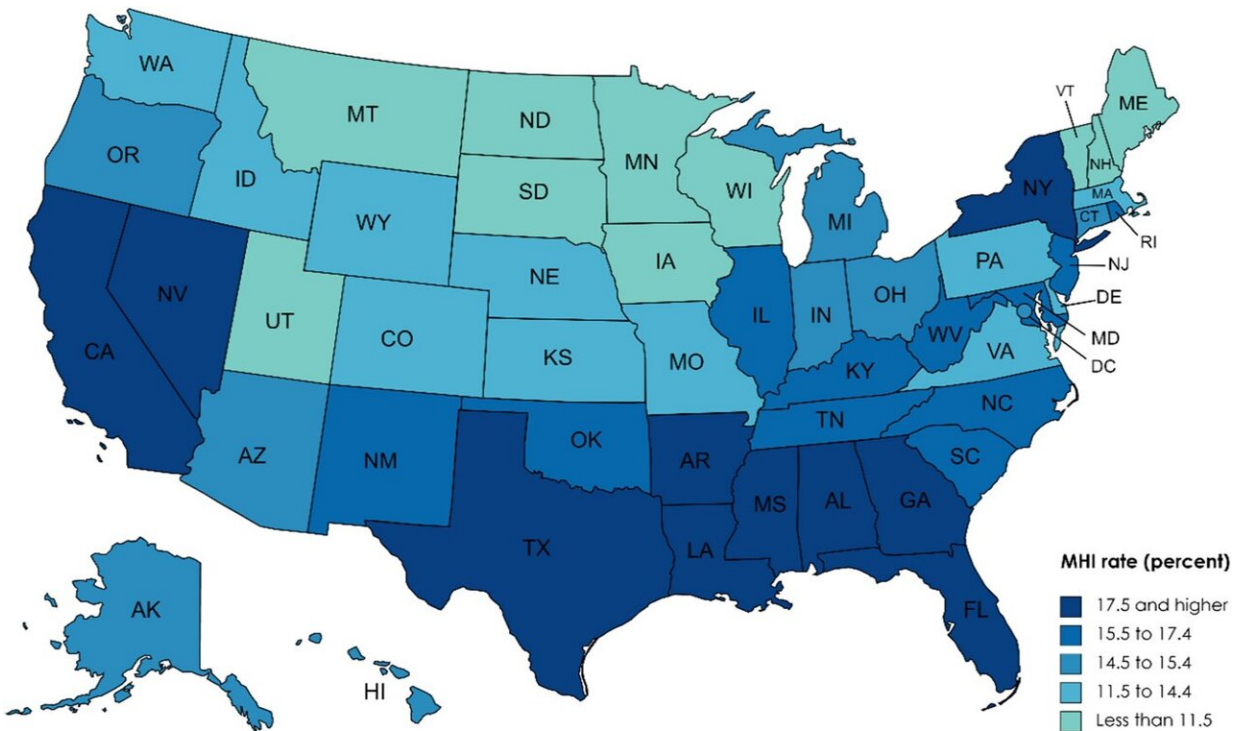 WA
MT
ND
MN
VT
ME
OR
ID
SD
WI
NH
NY
MA
WY
MI
CT
RI
IA
PA
NJ
NE
NV
UT
IL
IN
OH
DE
CO
WV
MD
CA
KS
MO
VA
DC
KY
NC
TN
AZ
NM
OK
AR
SC
MS
AL
GA
TX
LA
FL
AK
HI
MHI rate (percent)
17.5 and higher
15.5 to 17.4
14.5 to 15.4
11.5 to 14.4
Less than 11.5